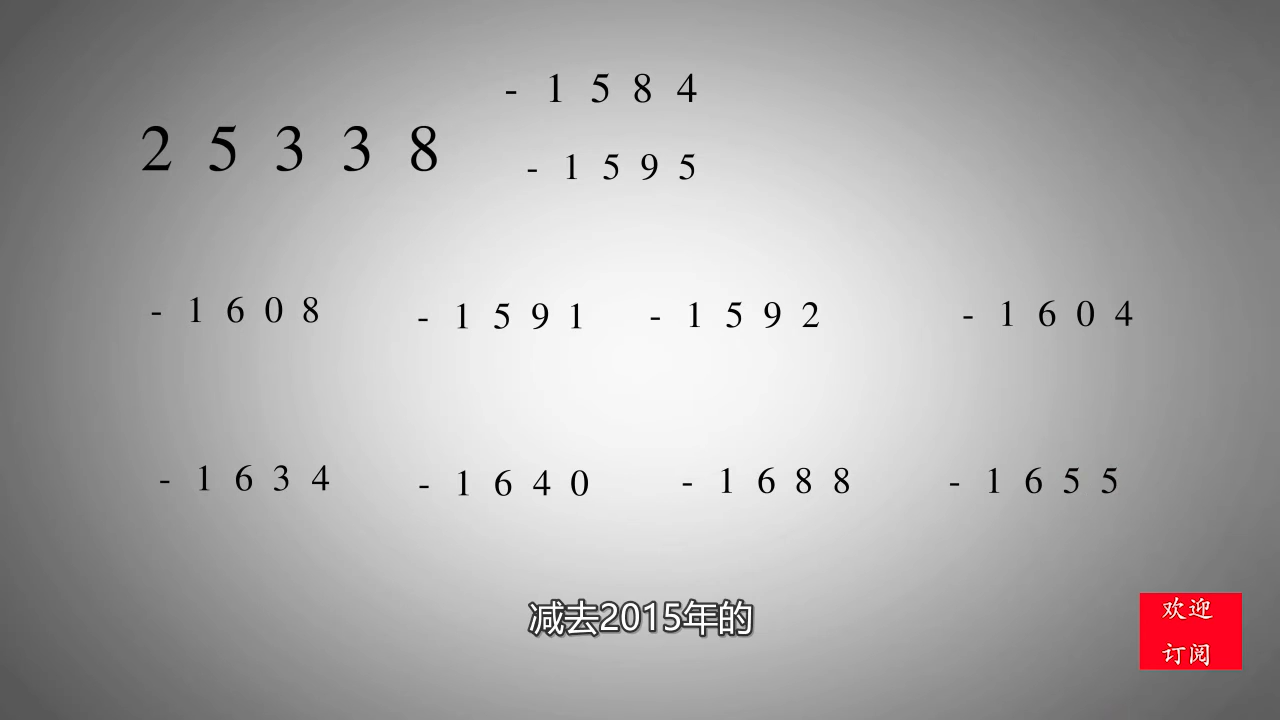 - 1 5 8 4
2 5 3 3 8
- 1 5 9 5
- 1 6 0 8
- 1 5 9 1
- 1 5 9 2
- 1 6 0 4
- 1 6 3 4
- 1 6 4 0
- 1 6 8 8
- 1 6 5 5
减去2015年的
欢迎
订阅